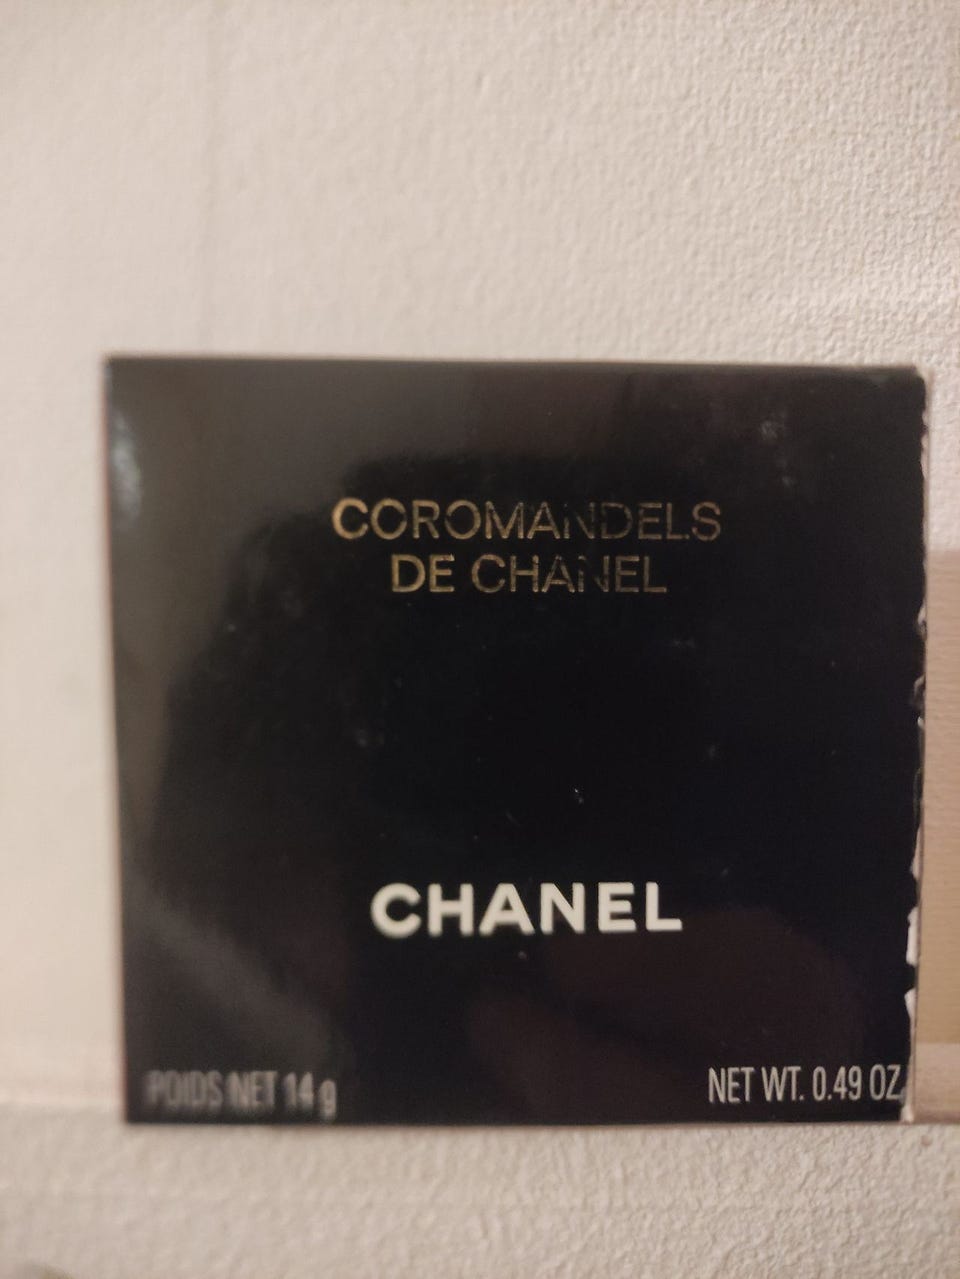 COROMANDELS
DE CHANEL
CHANEL
POIDS NET 14 g
NET WT. 0.49 OZ.